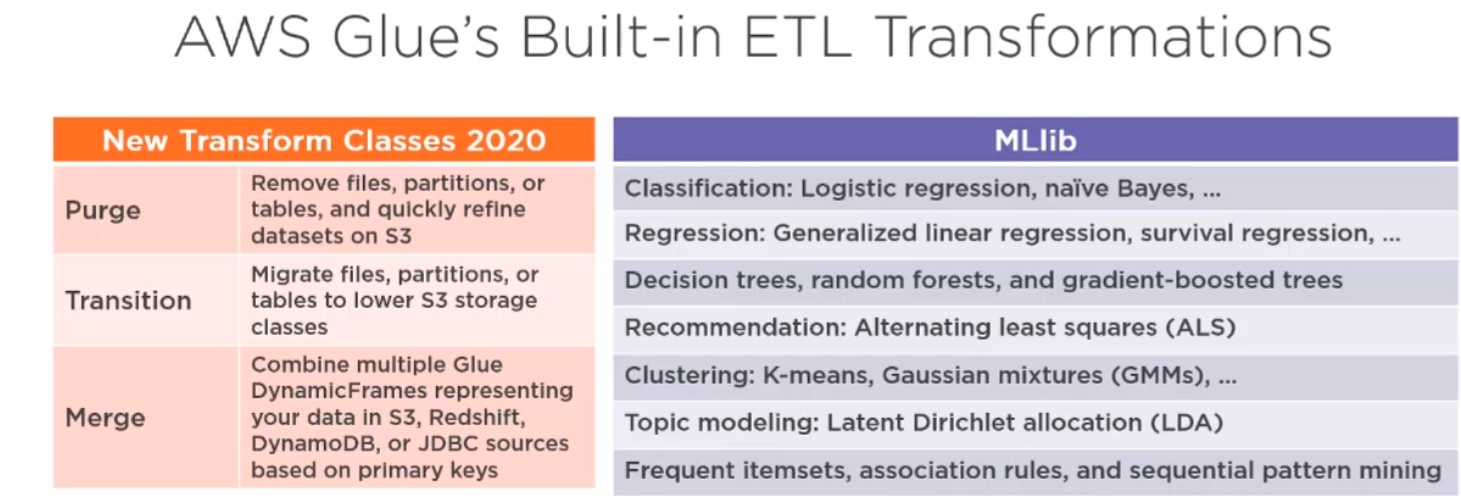 AWS Glue's Built-in ETL Transformations
New Transform Classes 2020
Purge
Remove files, partitions, or
tables, and quickly refine
datasets on S3
Transition
Migrate files, partitions, or
tables to lower S3 storage
classes
Merge
Combine multiple Glue
DynamicFrames representing
your data in S3, Redshift,
DynamoDB, or JDBC sources
based on primary keys
MLlib
Classification: Logistic regression, naïve Bayes, ...
Regression: Generalized linear regression, survival regression, ...
Decision trees, random forests, and gradient-boosted trees
Recommendation: Alternating least squares (ALS)
Clustering: K-means, Gaussian mixtures (GMMs), ...
Topic modeling: Latent Dirichlet allocation (LDA)
Frequent itemsets, association rules, and sequential pattern mining